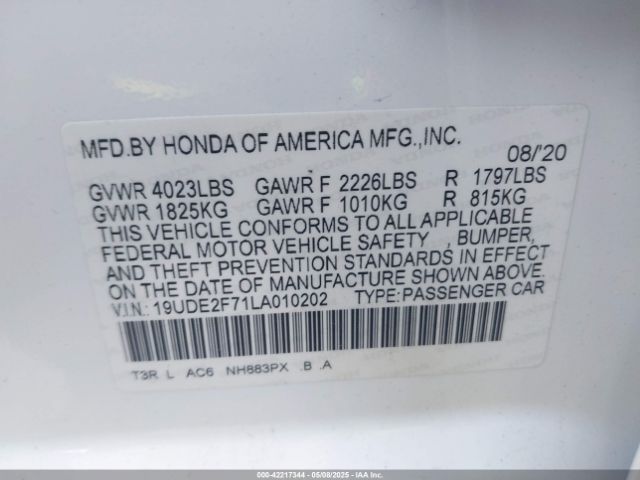 MFD.BY HONDA OF AMERICA MFG.,INC.
08/'20
GVWR 4023LBS GAWR F 2226LBS R 1797LBS
GVWR 1825KG GAWR F 1010KG R 815KG
THIS VEHICLE CONFORMS TO ALL APPLICABLE
FEDERAL MOTOR VEHICLE SAFETY , BUMPER,
AND THEFT PREVENTION STANDARDS IN EFFECT
ON THE DATE OF MANUFACTURE SHOWN ABOVE.
V.I.N.: 19UDE2F71LA010202 TYPE:PASSENGER CAR
T3R L AC6 NH883PX .B .A
000-42217344 - 05/08/2025 - IAA Inc.